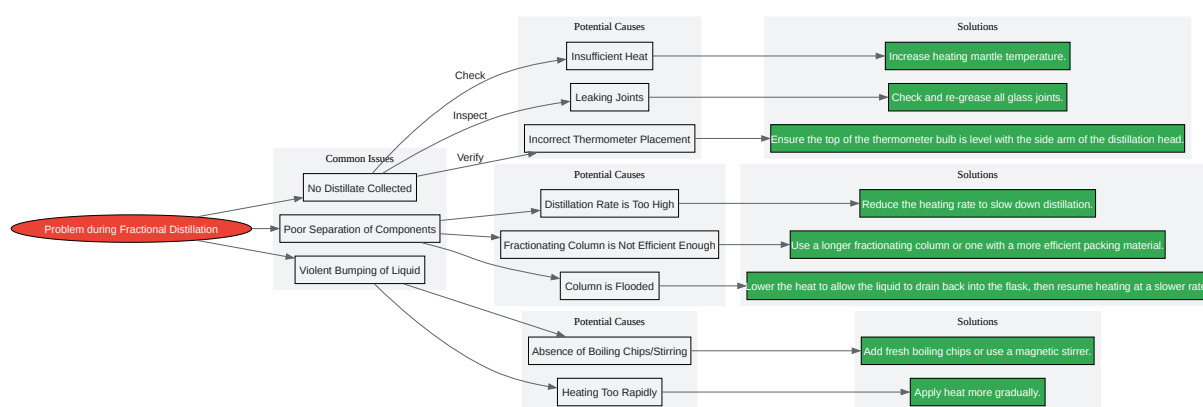 Potential Causes
Solutions
Insufficient Heat
Increase heating mantle temperature.
Check
Leaking Joints
Check and re-grease all glass joints.
Inspect
Incorrect Thermometer Placement
Ensure the top of the thermometer bulb is level with the side arm of the distillation head.
Verify
Common Issues
No Distillate Collected
Potential Causes
Solutions
Distillation Rate is Too High
Reduce the heating rate to slow down distillation.
Problem during Fractional Distillation
Poor Separation of Components
Fractionating Column is Not Efficient Enough
Use a longer fractionating column or one with a more efficient packing material.
Violent Bumping of Liquid
Column is Flooded
Lower the heat to allow the liquid to drain back into the flask, then resume heating at a slower rate
Potential Causes
Solutions
Absence of Boiling Chips/Stirring
Add fresh boiling chips or use a magnetic stirrer.
Heating Too Rapidly
Apply heat more gradually.